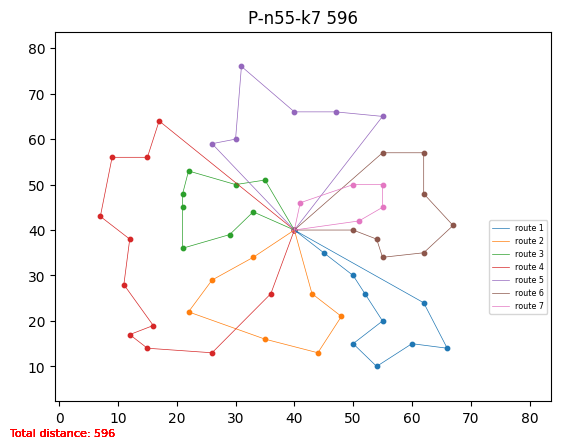 P-n55-k7 596
80
70
60
50
40
30
20
10
0 10 20 30 40 50 60 70 80
route 1
route 2
route 3
route 4
route 5
route 6
route 7
Total distance: 596